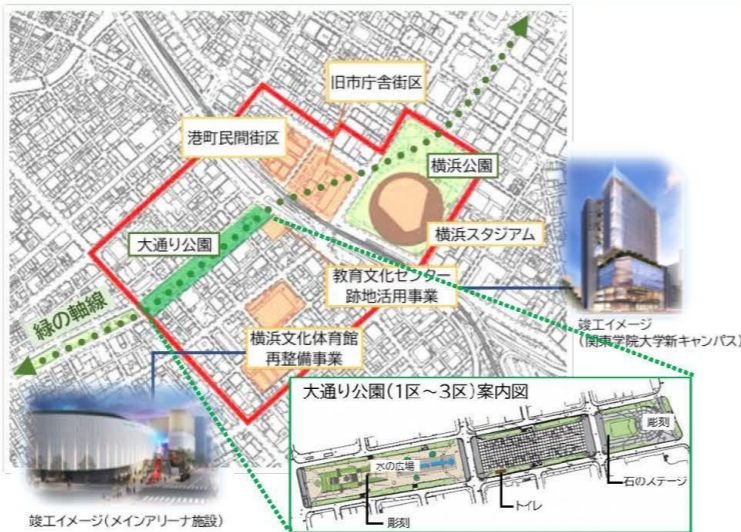 旧市庁舎街区
港町民間街区
横浜公園
大通り公園
横浜スタジアム
教育文化センター
跡地活用事業
緑の軸線
横浜文化体育館
再整備事業
竣工イメージ
(関東学院大学新キャンパス)
大通り公園(1区~3区)案内図
彫刻
水の広場
石のステージ
トイレ
彫刻
竣工イメージ(メインアリーナ施設)